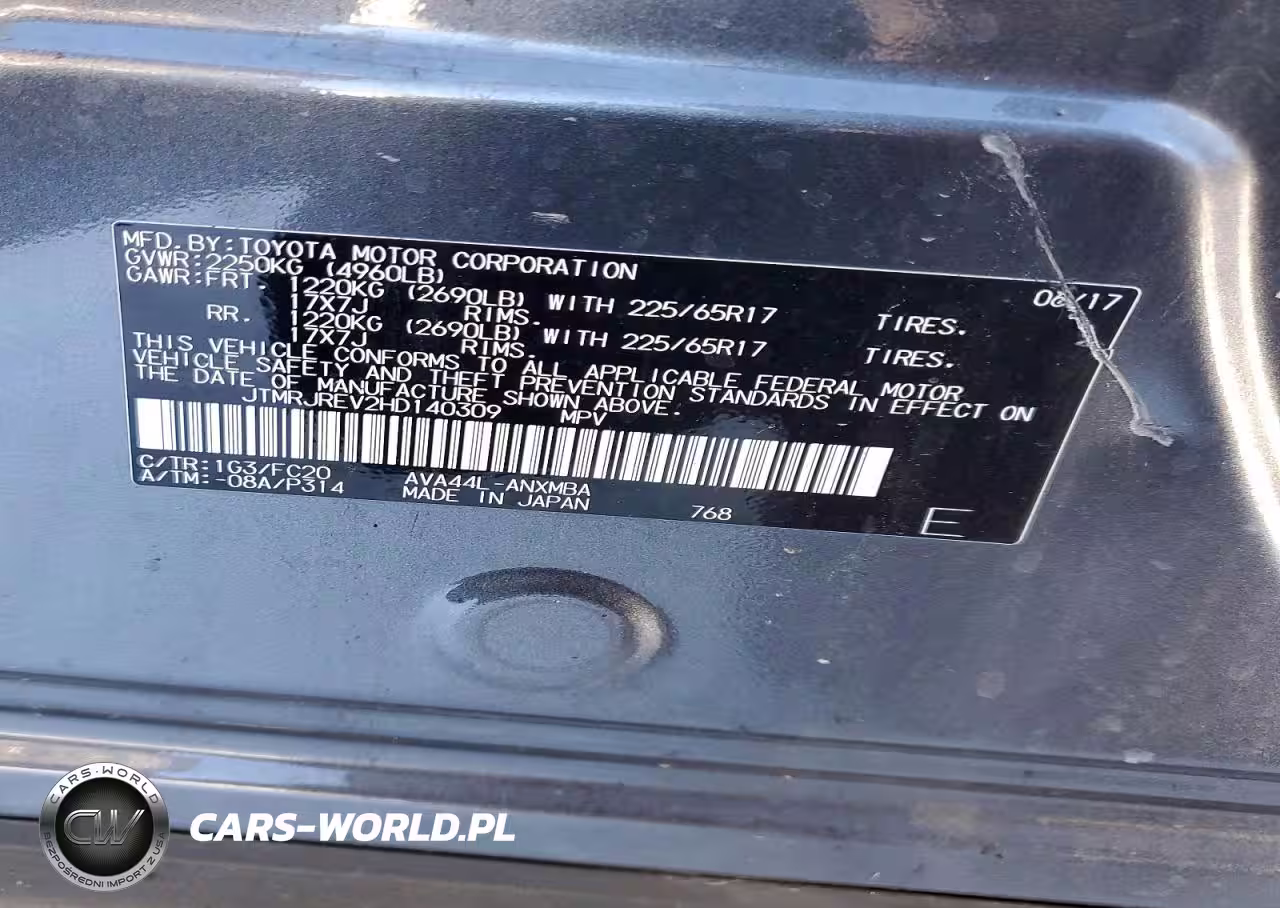 MFD. BY: TOYOTA MOTOR CORPORATION
GVWR: 2250KG (4960LB)
GAWR: FRT. 1220KG (2690LB) WITH 225/65R17 TIRES.
17X7J RIMS.
RR. 1220KG (2690LB) WITH 225/65R17 TIRES.
17X7J RIMS.
THIS VEHICLE CONFORMS TO ALL APPLICABLE FEDERAL MOTOR
VEHICLE SAFETY AND THEFT PREVENTION STANDARDS IN EFFECT ON
THE DATE OF MANUFACTURE SHOWN ABOVE.
JTMRJREV2HD140309 MPV
C/TR: 1G3/FC20 AVA44L-ANXMBA
A/TM: -08A/P314 MADE IN JAPAN 768
E
CARS-WORLD
CW
BEZPOŚREDNI IMPORT Z USA
CARS-WORLD.PL